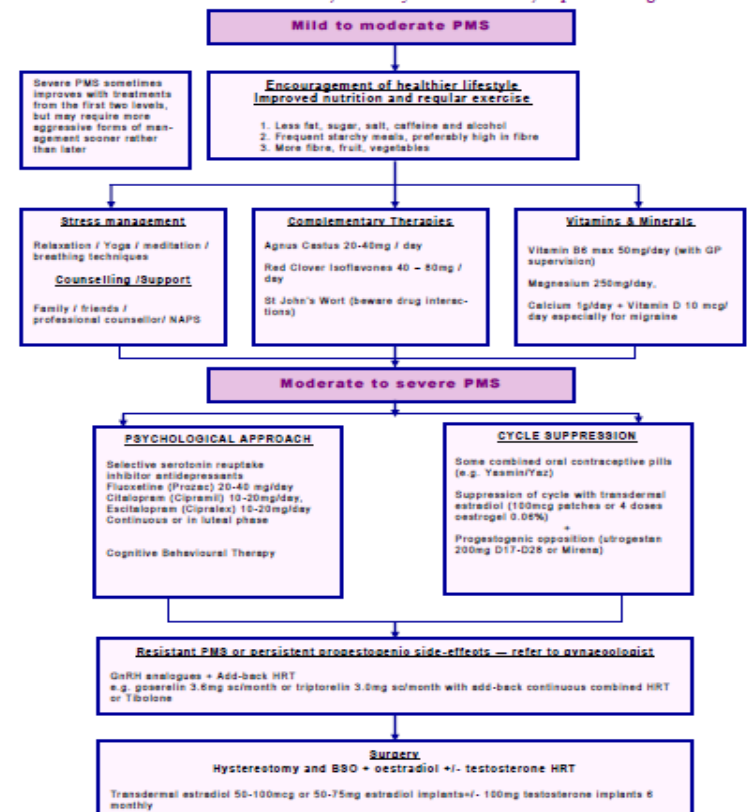 Mild to moderate PMS
Severe PMS sometimes
improves with treatments
from the first two levels,
but may require more
aggressive forms of man-
agement sooner rather
than later
Encouragement of healthier lifestyle
Improved nutrition and regular exercise
1. Less fat, sugar, salt, caffeine and alcohol
2. Frequent starchy meals, preferably high in fibre
3. More fibre, fruit, vegetables
Stress management
Relaxation / Yoga / meditation /
breathing techniques
Counselling /Support
Family / friends /
professional counsellor/ NAPS
Complementary Therapies
Agnus Castus 20-40mg / day
Red Clover Isoflavones 40 – 80mg /
day
St John's Wort (beware drug interac-
tions)
Vitamins & Minerals
Vitamin B6 max 50mg/day (with GP
supervision)
Magnesium 250mg/day,
Calcium 1g/day + Vitamin D 10 mcg/
day especially for migraine
Moderate to severe PMS
PSYCHOLOGICAL APPROACH
Selective serotonin reuptake
inhibitor antidepressants
Fluoxetine (Prozac) 20-40 mg/day
Citalopram (Cipramil) 10-20mg/day,
Escitalopram (Cipralex) 10-20mg/day
Continuous or in luteal phase
Cognitive Behavioural Therapy
CYCLE SUPPRESSION
Some combined oral contraceptive pills
(e.g. Yasmin/Yaz)
Suppression of cycle with transdermal
estradiol (100mcg patches or 4 doses
oestrogel 0.06%)
+
Progestogenic opposition (utrogestan
200mg D17-D28 or Mirena)
Resistant PMS or persistent progestogenic side-effects — refer to gynaecologist
GnRH analogues + Add-back HRT
e.g. goserelin 3.6mg sc/month or triptorelin 3.0mg sc/month with add-back continuous combined HRT
or Tibolone
Surgery
Hysterectomy and BSO + oestradiol +/- testosterone HRT
Transdermal estradiol 50-100mcg or 50-75mg estradiol implants+/- 100mg testosterone implants 6
monthly